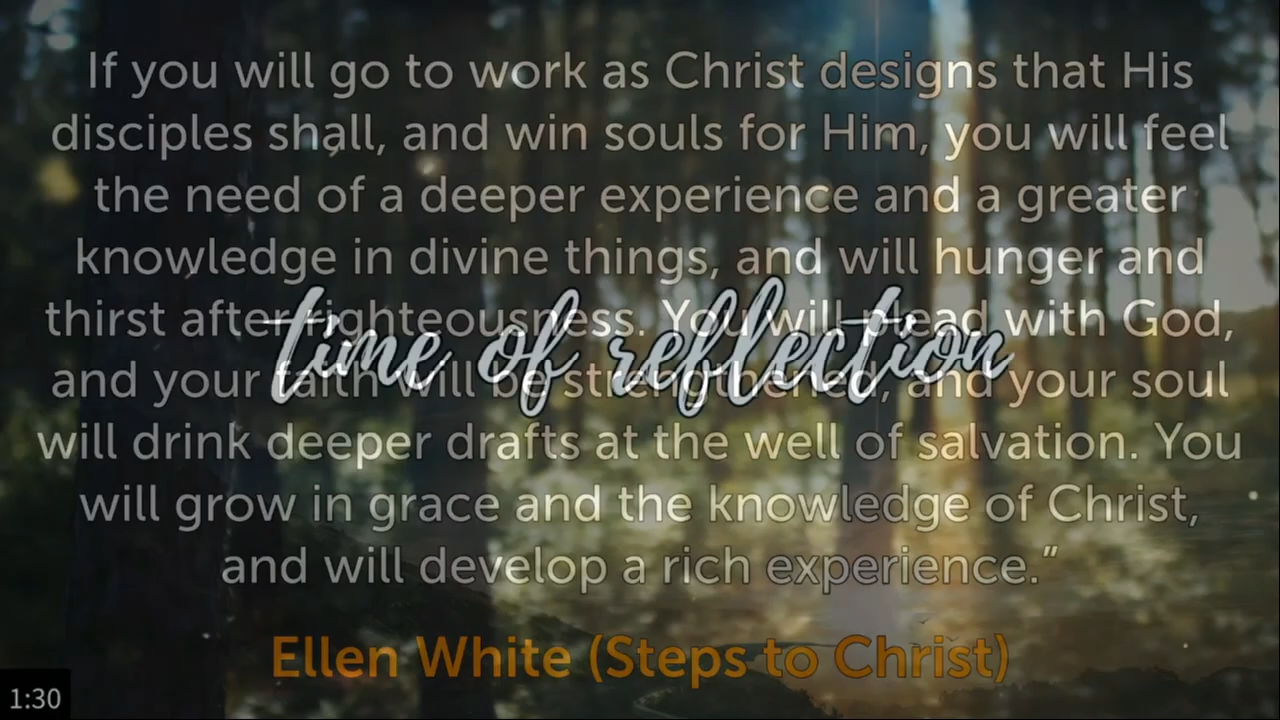 If you will go to work as Christ designs that His
disciples shall, and win souls for Him, you will feel
the need of a deeper experience and a greater
knowledge in divine things, and will hunger and
thirst after righteousness. You will plead with God,
time of reflection
and your faith will be strengthened, and your soul
will drink deeper drafts at the well of salvation. You
will grow in grace and the knowledge of Christ,
and will develop a rich experience.”
Ellen White (Steps to Christ)
1:30